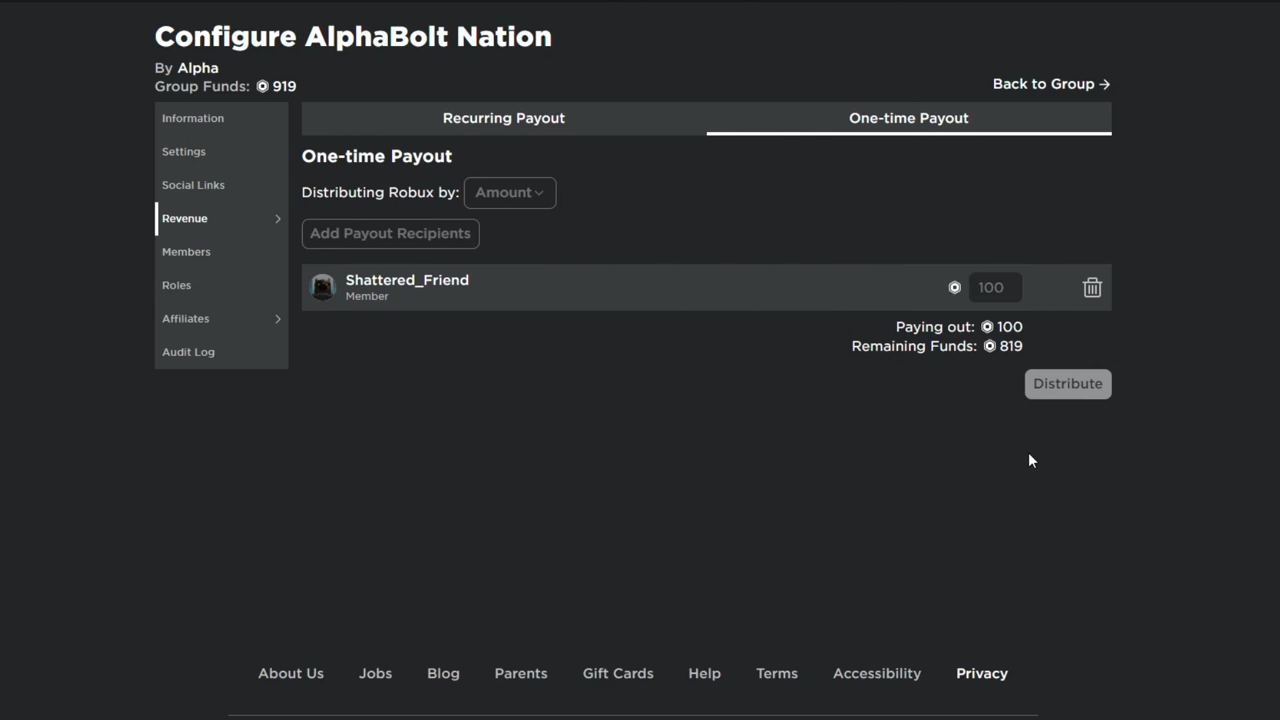 Configure AlphaBolt Nation
By Alpha
Group Funds: 919
Back to Group →
Information
Settings
Social Links
Revenue
Members
Roles
Affiliates
Audit Log
Recurring Payout
One-time Payout
One-time Payout
Distributing Robux by: Amount
Add Payout Recipients
Shattered_Friend
Member
100
Paying out: 100
Remaining Funds: 819
Distribute
About Us Jobs Blog Parents Gift Cards Help Terms Accessibility Privacy